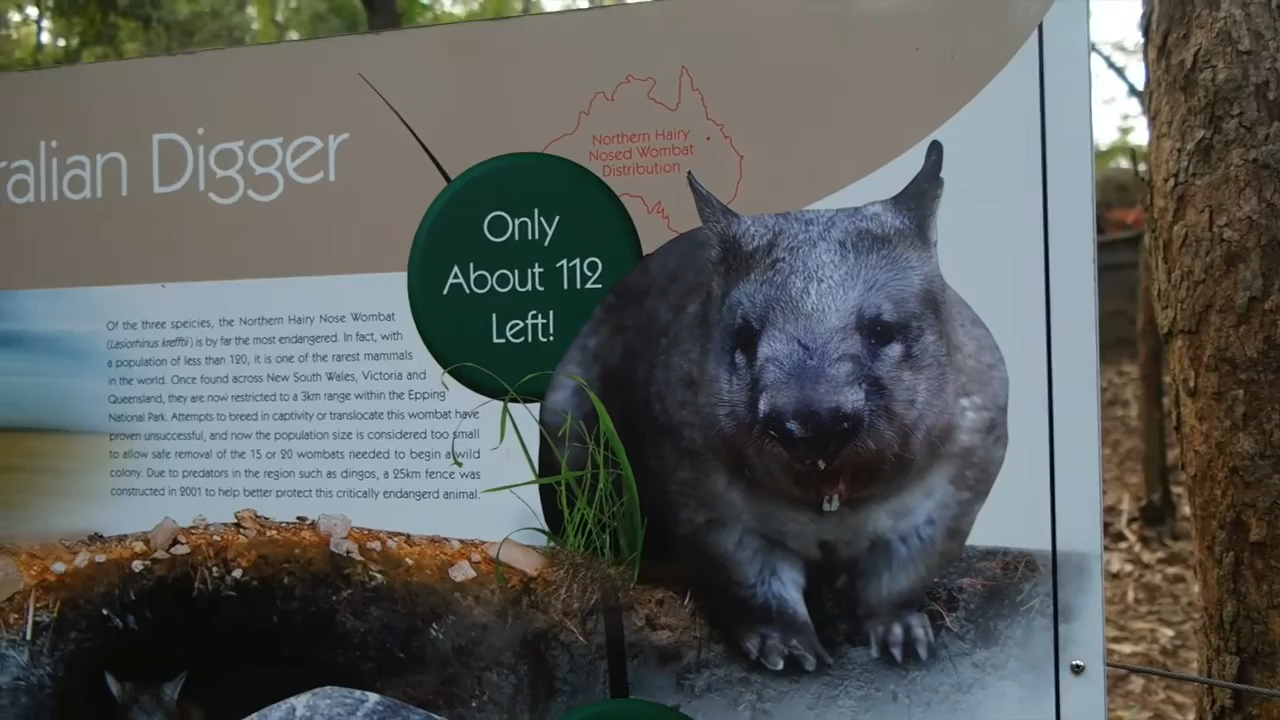 ralian Digger
Northern Hairy
Nosed Wombat
Distribution
Only
About 112
Left!
Of the three speicies, the Northern Hairy Nose Wombat
(Lasiorhinus krefftii) is by far the most endangered. In fact, with
a population of less than 120, it is one of the rarest mammals
in the world. Once found across New South Wales, Victoria and
Queensland, they are now restricted to a 3km range within the Epping
National Park. Attempts to breed in captivity or translocate this wombat have
proven unsuccessful, and now the population size is considered too small
to allow safe removal of the 15 or 20 wombats needed to begin a wild
colony. Due to predators in the region such as dingos, a 25km fence was
constructed in 2001 to help better protect this critically endangerd animal.